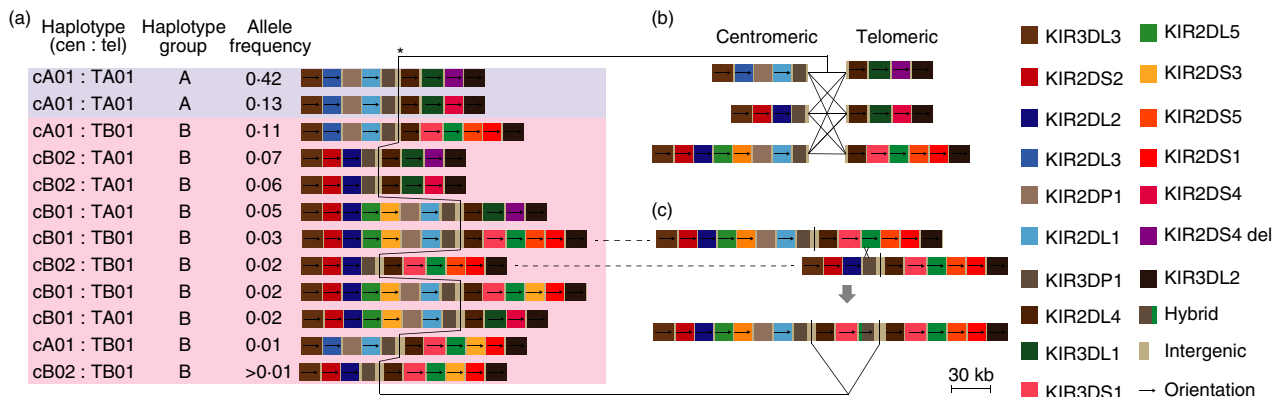 (a)
Haplotype (cen : tel) Haplotype group Allele frequency
*
cA01 : TA01 A 0·42
cA01 : TA01 A 0·13
cA01 : TB01 B 0·11
cB02 : TA01 B 0·07
cB02 : TA01 B 0·06
cB01 : TA01 B 0·05
cB01 : TB01 B 0·03
cB02 : TB01 B 0·02
cB01 : TB01 B 0·02
cB01 : TA01 B 0·02
cA01 : TB01 B 0·01
cB02 : TB01 B >0·01
(b)
Centromeric Telomeric
(c)
30 kb
KIR3DL3
KIR2DS2
KIR2DL2
KIR2DL3
KIR2DP1
KIR2DL1
KIR3DP1
KIR2DL4
KIR3DL1
KIR3DS1
KIR2DL5
KIR2DS3
KIR2DS5
KIR2DS1
KIR2DS4
KIR2DS4 del
KIR3DL2
Hybrid
Intergenic
Orientation